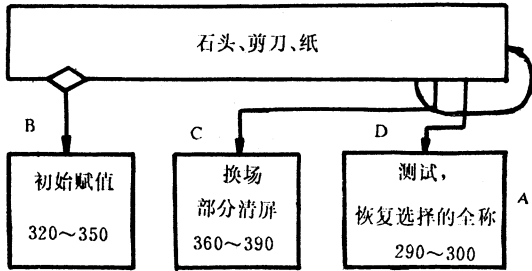 石头、剪刀、纸
B
C
D
A
初始赋值
320～350
换场
部分清屏
360～390
测试，
恢复选择的全称
290～300